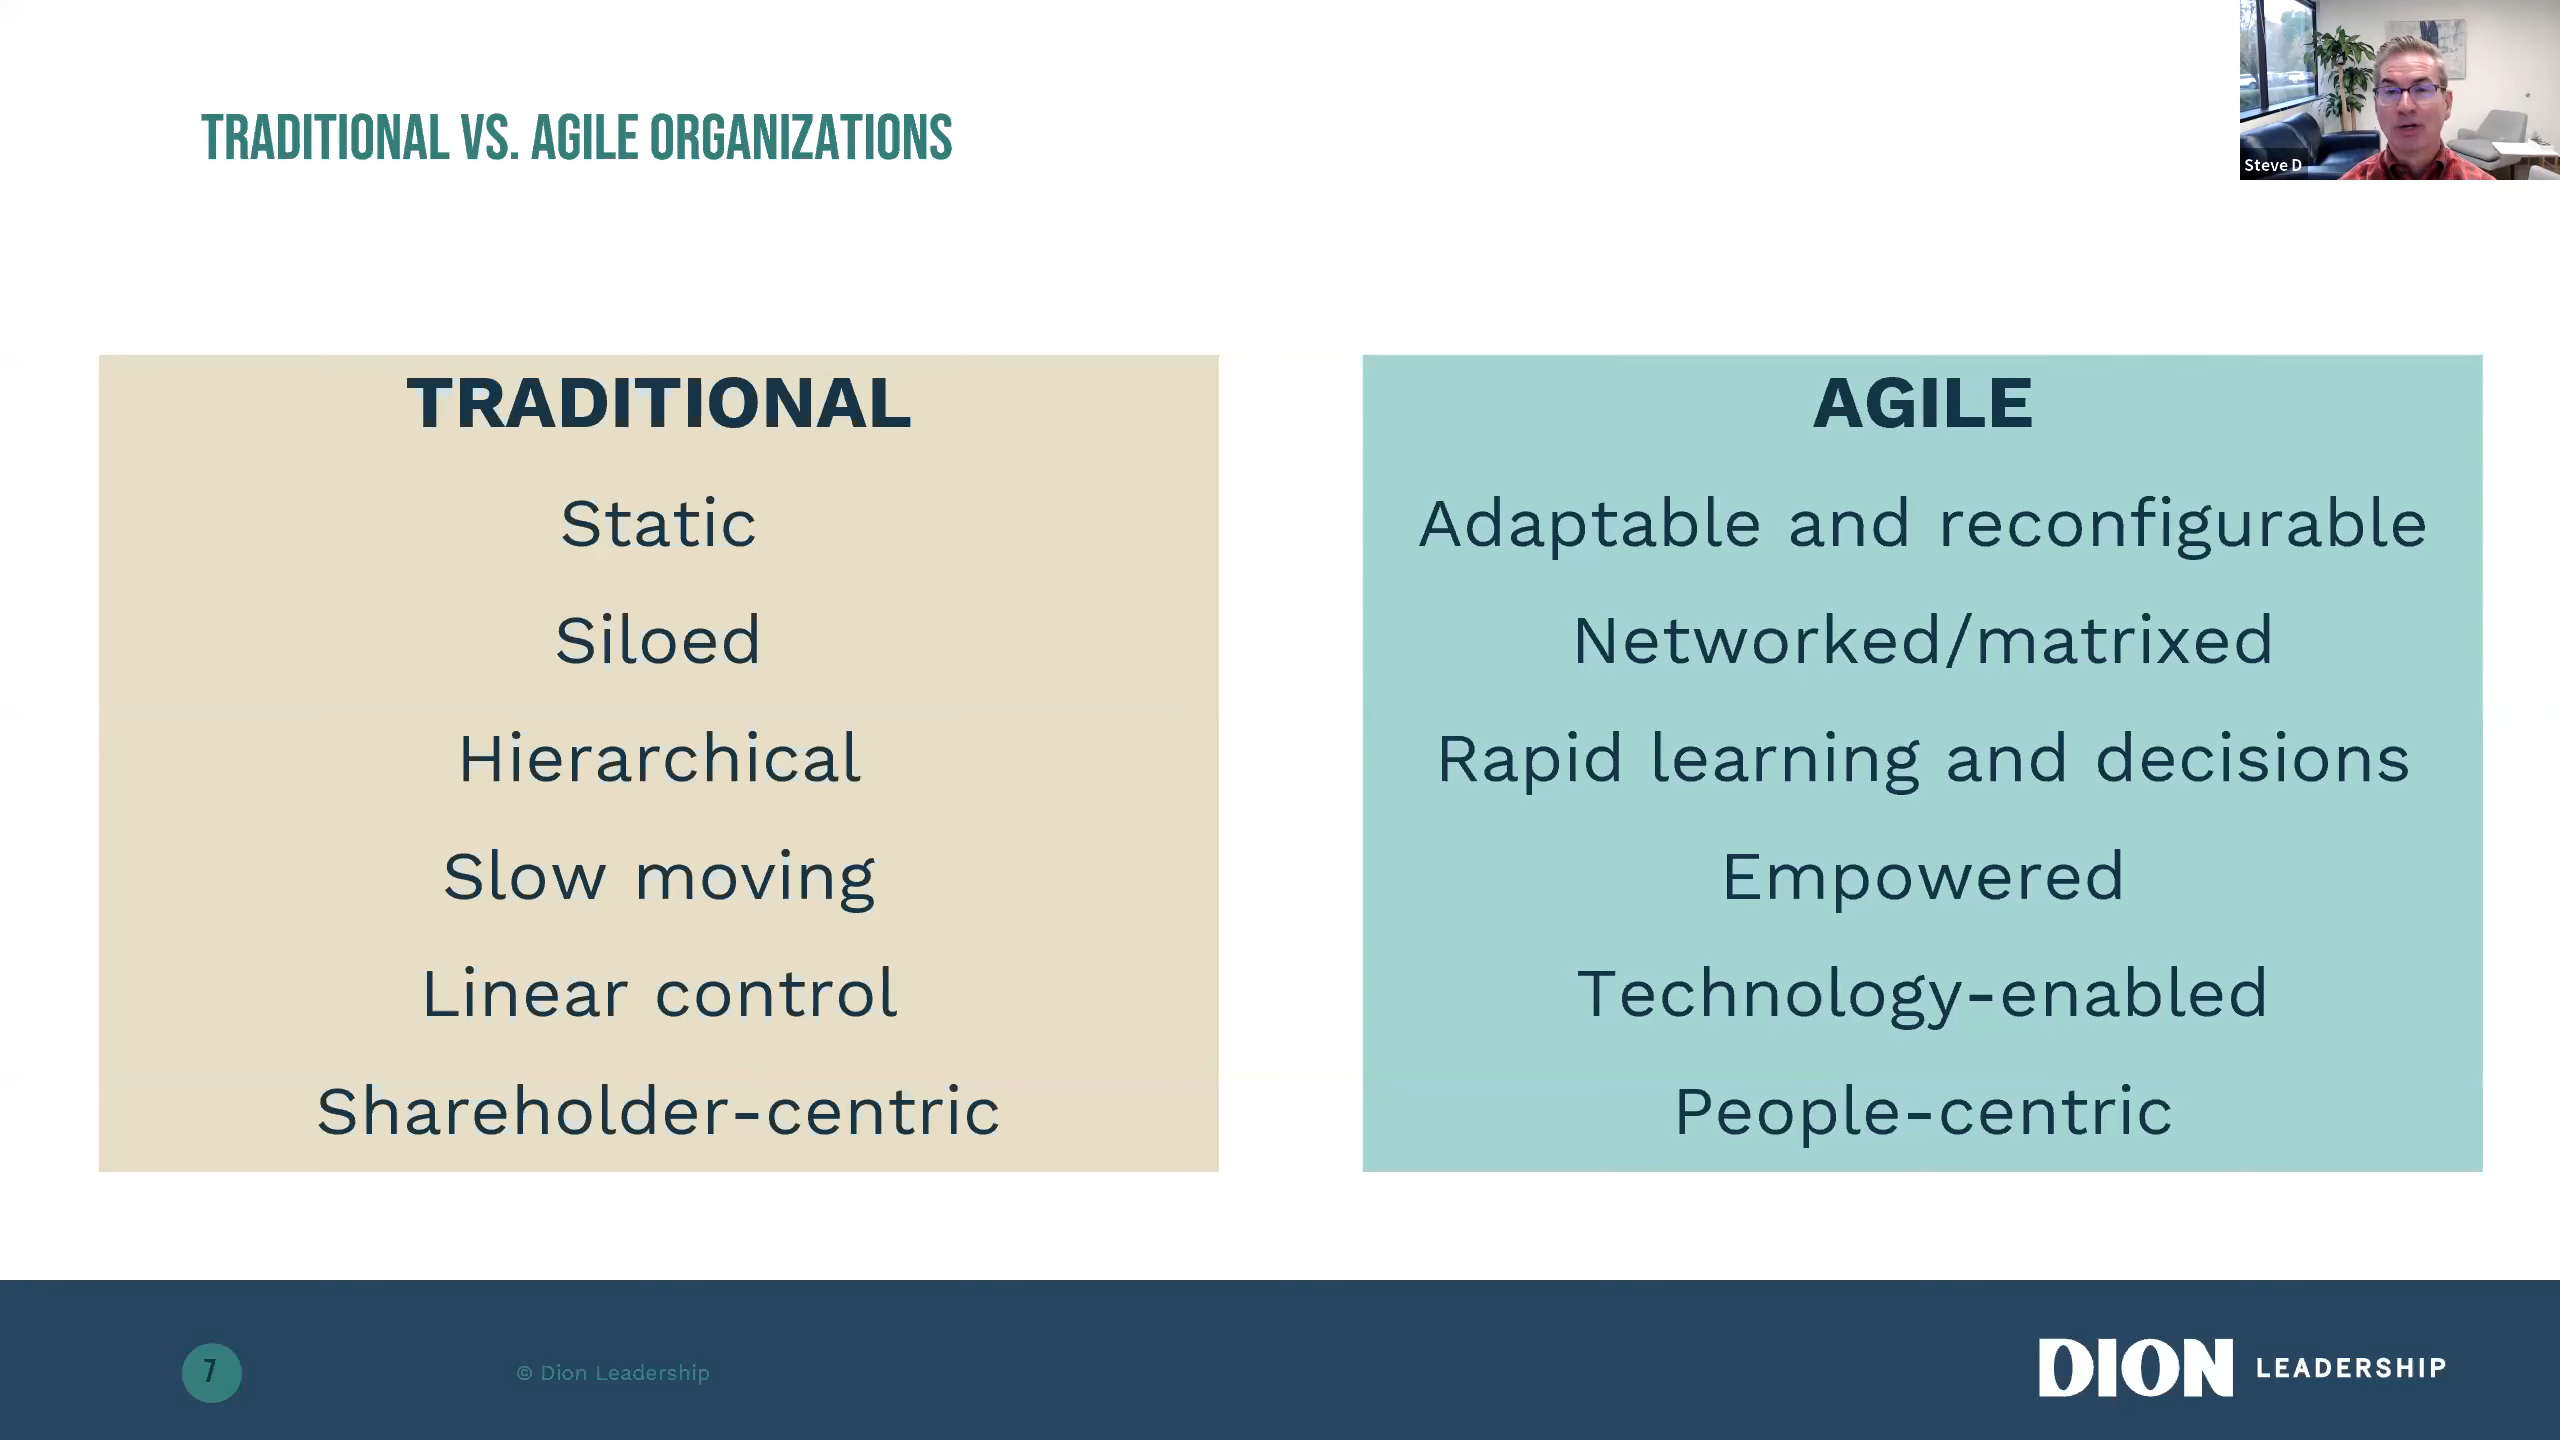 TRADITIONAL VS. AGILE ORGANIZATIONS
Steve D
TRADITIONAL
Static
Siloed
Hierarchical
Slow moving
Linear control
Shareholder-centric
AGILE
Adaptable and reconfigurable
Networked/matrixed
Rapid learning and decisions
Empowered
Technology-enabled
People-centric
7
© Dion Leadership
DION LEADERSHIP